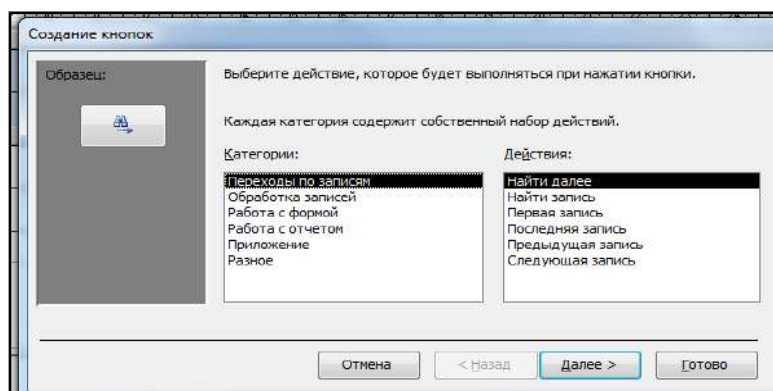 Создание кнопок
Образец:
Выберите действие, которое будет выполняться при нажатии кнопки.
Каждая категория содержит собственный набор действий.
Категории:
Действия:
Переходы по записям
Обработка записей
Работа с формой
Работа с отчетом
Приложение
Разное
Найти далее
Найти запись
Первая запись
Последняя запись
Предыдущая запись
Следующая запись
Отмена
< Назад
Далее >
Готово